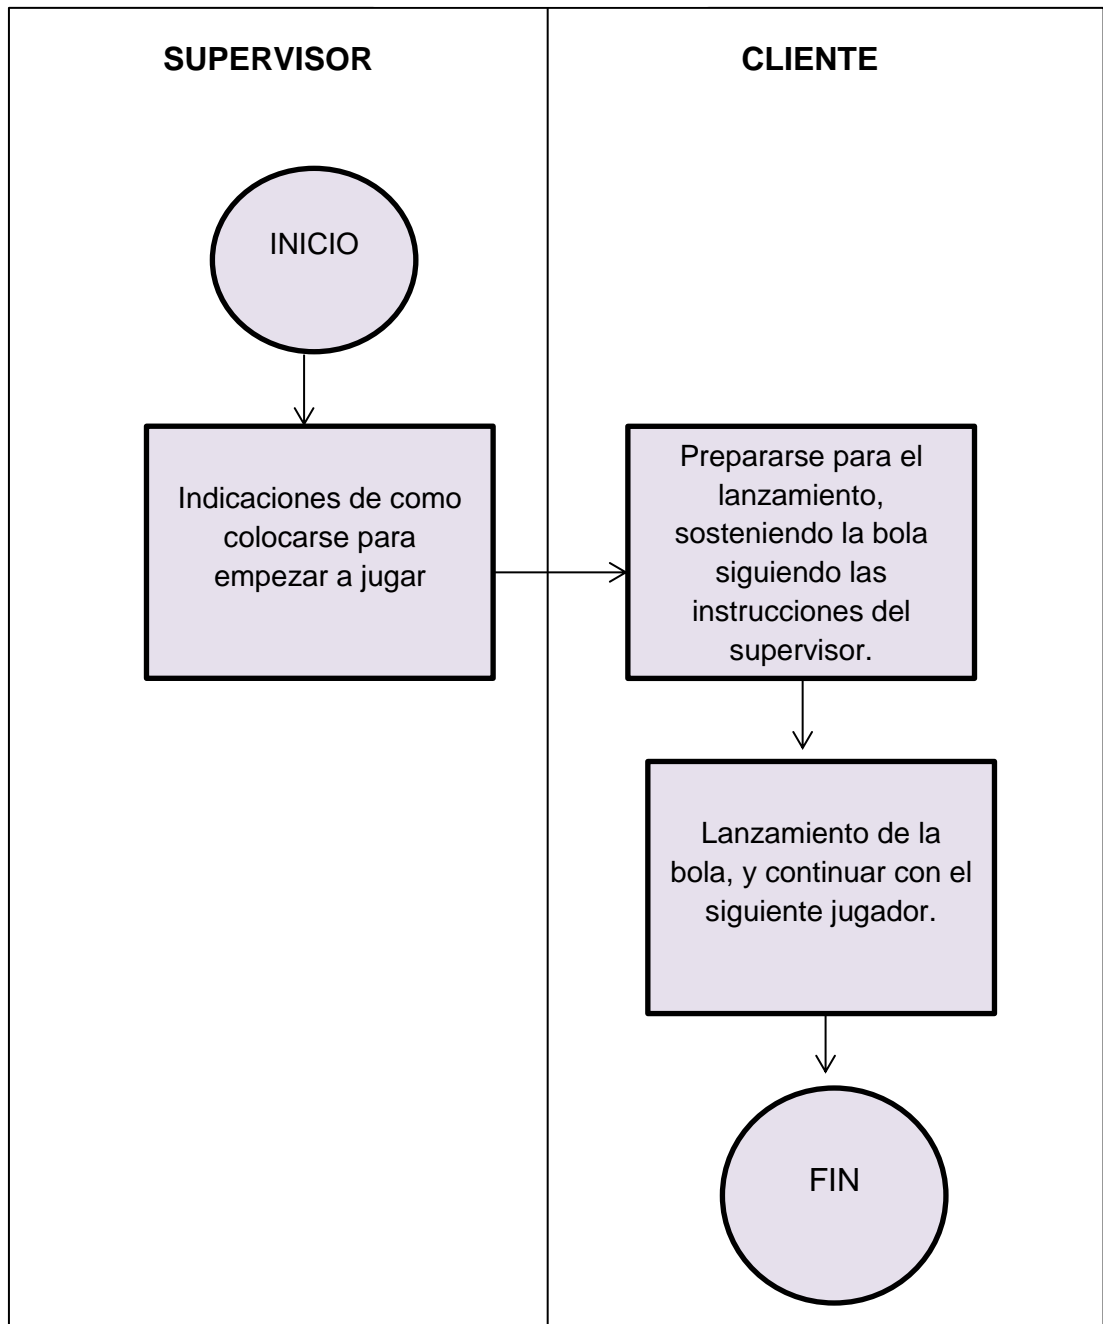 SUPERVISOR
CLIENTE
INICIO
Indicaciones de como
colocarse para
empezar a jugar
Prepararse para el
lanzamiento,
sosteniendo la bola
siguiendo las
instrucciones del
supervisor.
Lanzamiento de la
bola, y continuar con el
siguiente jugador.
FIN